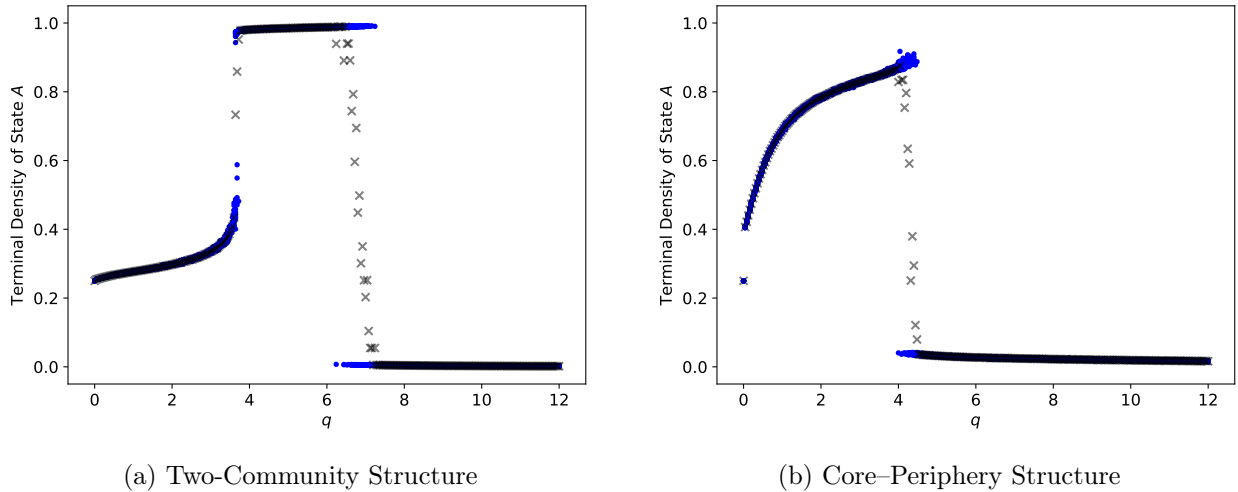 Terminal Density of State A
1.0
0.8
0.6
0.4
0.2
0.0
0 2 4 6 8 10 12
q
(a) Two-Community Structure
Terminal Density of State A
1.0
0.8
0.6
0.4
0.2
0.0
0 2 4 6 8 10 12
q
(b) Core–Periphery Structure